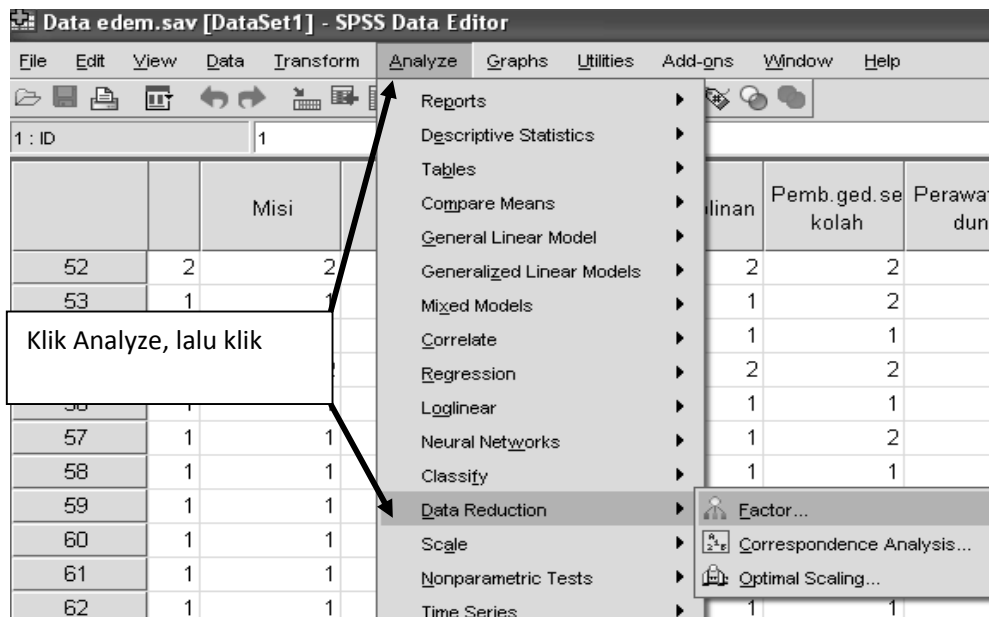 Data edem.sav [DataSet1] - SPSS Data Editor
File Edit View Data Transform Analyze Graphs Utilities Add-ons Window Help
1 : ID 1
Misi
Pemb.ged.se
kolah
Reports
Descriptive Statistics
Tables
Compare Means
General Linear Model
Generalized Linear Models
Mixed Models
Correlate
Regression
Loglinear
Neural Networks
Classify
Data Reduction
Scale
Nonparametric Tests
Time Series
Factor...
Correspondence Analysis...
Optimal Scaling...
Klik Analyze, lalu klik
52 2 2 2 2
53 1 1 1 2
1 1
2 2
1 1
57 1 1 1 2
58 1 1 1 1
59 1 1
60 1 1
61 1 1
62 1 1 1 1